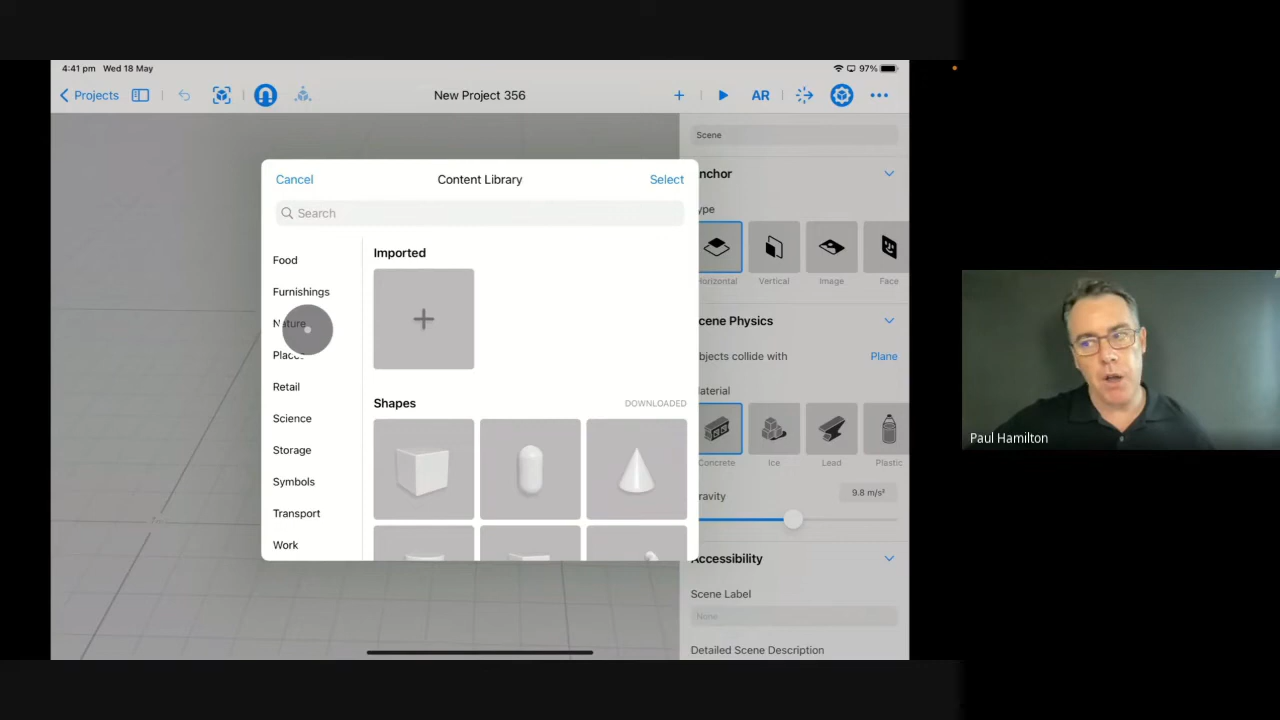 4:41 pm Wed 18 May
97%
Projects
New Project 356
AR
Scene
Cancel
Content Library
Select
Search
Food
Furnishings
Nature
Places
Retail
Science
Storage
Symbols
Transport
Work
Imported
Shapes
DOWNLOADED
nchor
ype
Horizontal
Vertical
Image
Face
cene Physics
bjects collide with
Plane
aterial
Concrete
Ice
Lead
Plastic
ravity
9.8 m/s²
Accessibility
Scene Label
None
Detailed Scene Description
Paul Hamilton